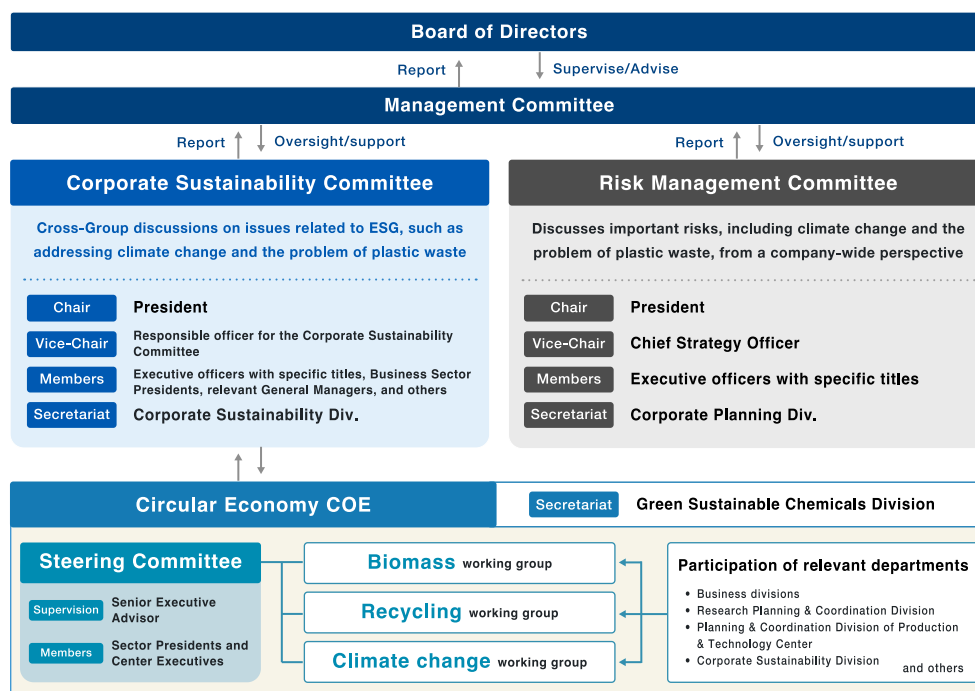 Board of Directors
Report
Supervise/Advise
Management Committee
Report
Oversight/support
Report
Oversight/support
Corporate Sustainability Committee
Cross-Group discussions on issues related to ESG, such as
addressing climate change and the problem of plastic waste
Chair
President
Vice-Chair
Responsible officer for the Corporate Sustainability
Committee
Members
Executive officers with specific titles, Business Sector
Presidents, relevant General Managers, and others
Secretariat
Corporate Sustainability Div.
Risk Management Committee
Discusses important risks, including climate change and the
problem of plastic waste, from a company-wide perspective
Chair
President
Vice-Chair
Chief Strategy Officer
Members
Executive officers with specific titles
Secretariat
Corporate Planning Div.
Circular Economy COE
Secretariat
Green Sustainable Chemicals Division
Steering Committee
Supervision
Senior Executive
Advisor
Members
Sector Presidents and
Center Executives
Biomass working group
Recycling working group
Climate change working group
Participation of relevant departments
• Business divisions
• Research Planning & Coordination Division
• Planning & Coordination Division of Production
& Technology Center
• Corporate Sustainability Division
and others